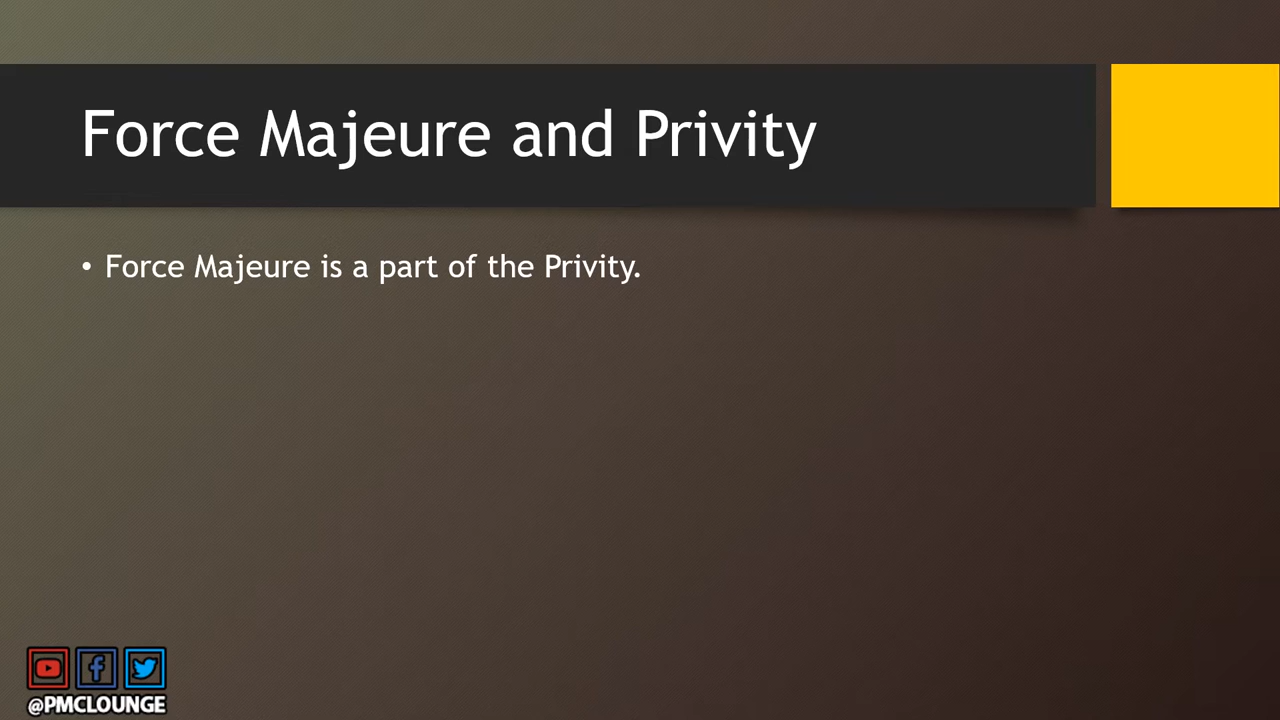 Force Majeure and Privity
• Force Majeure is a part of the Privity.
@PMCLOUNGE